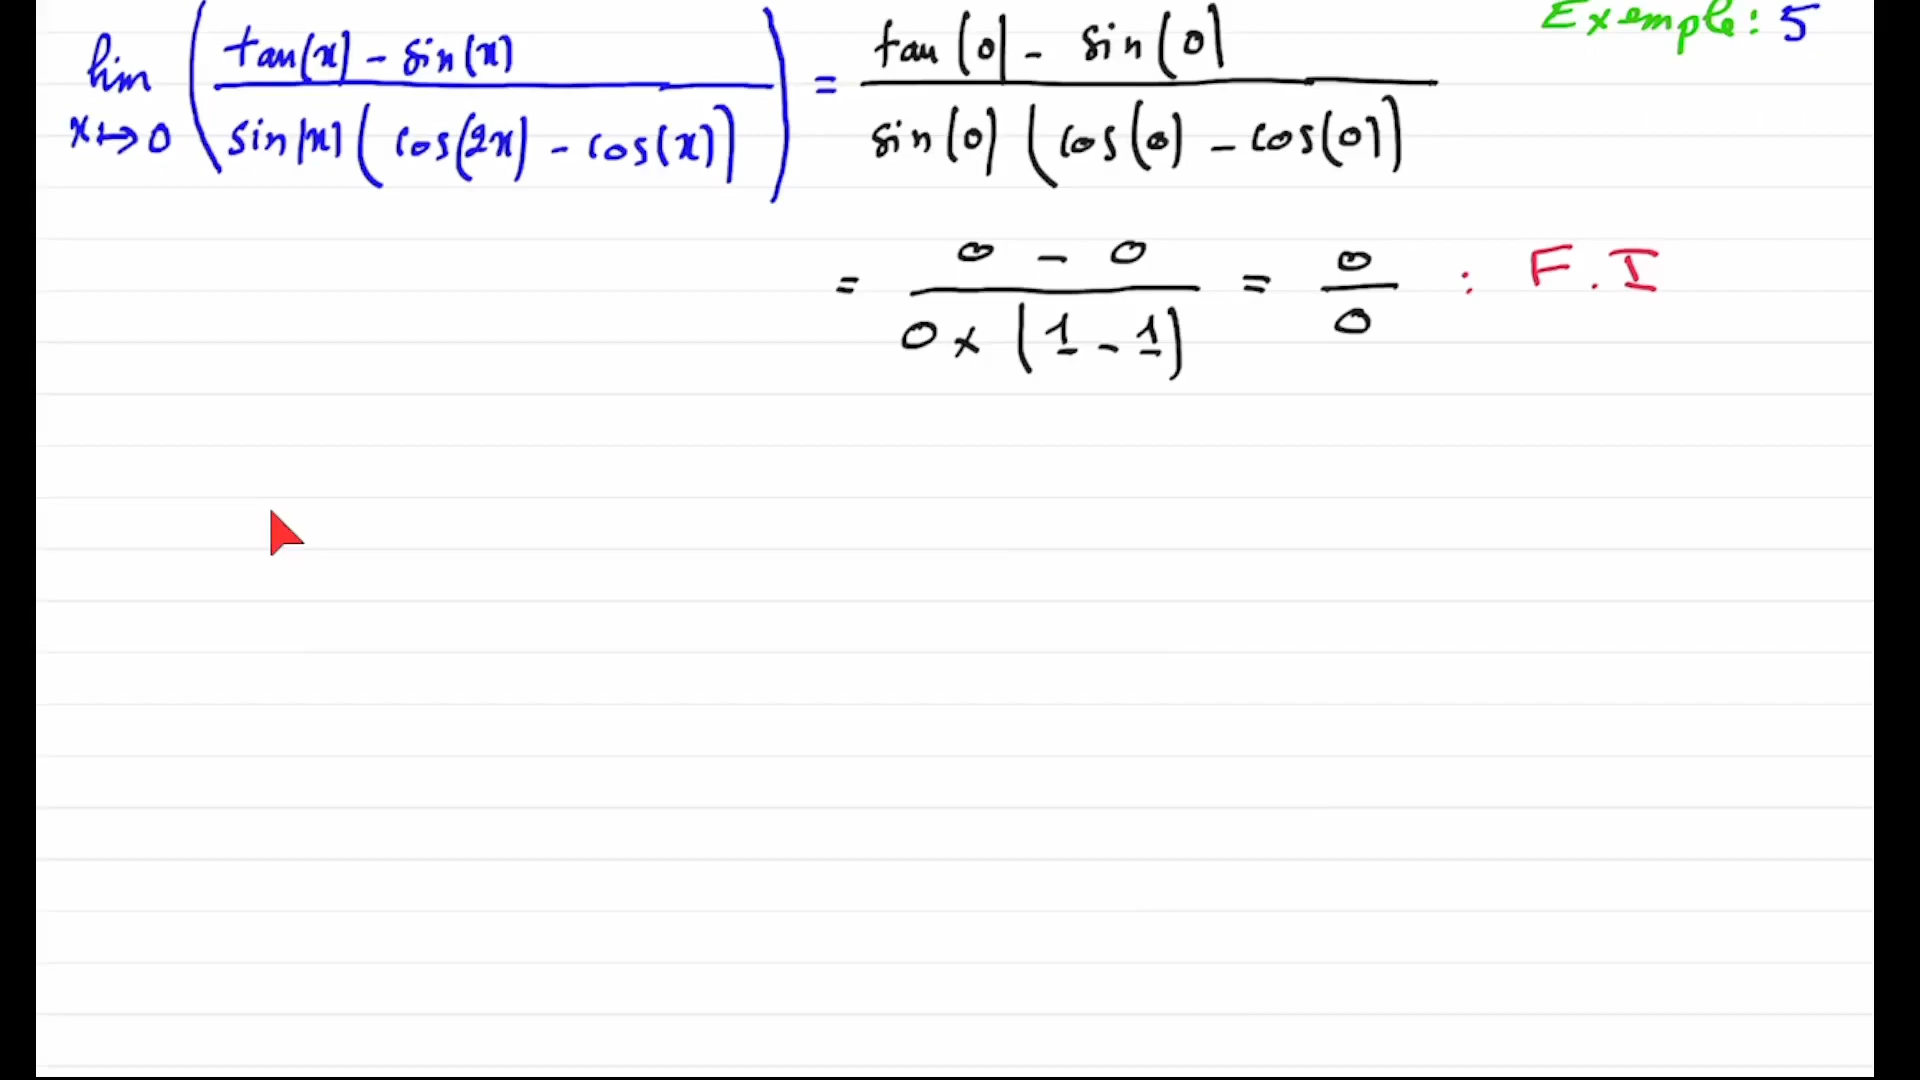 Exemple: 5
lim x↦0 ( (tan(x) - sin(x)) / (sin(x) (cos(2x) - cos(x))) ) = (tan(0) - sin(0)) / (sin(0) (cos(0) - cos(0)))
= (0 - 0) / (0 × (1 - 1)) = 0/0 : F.I